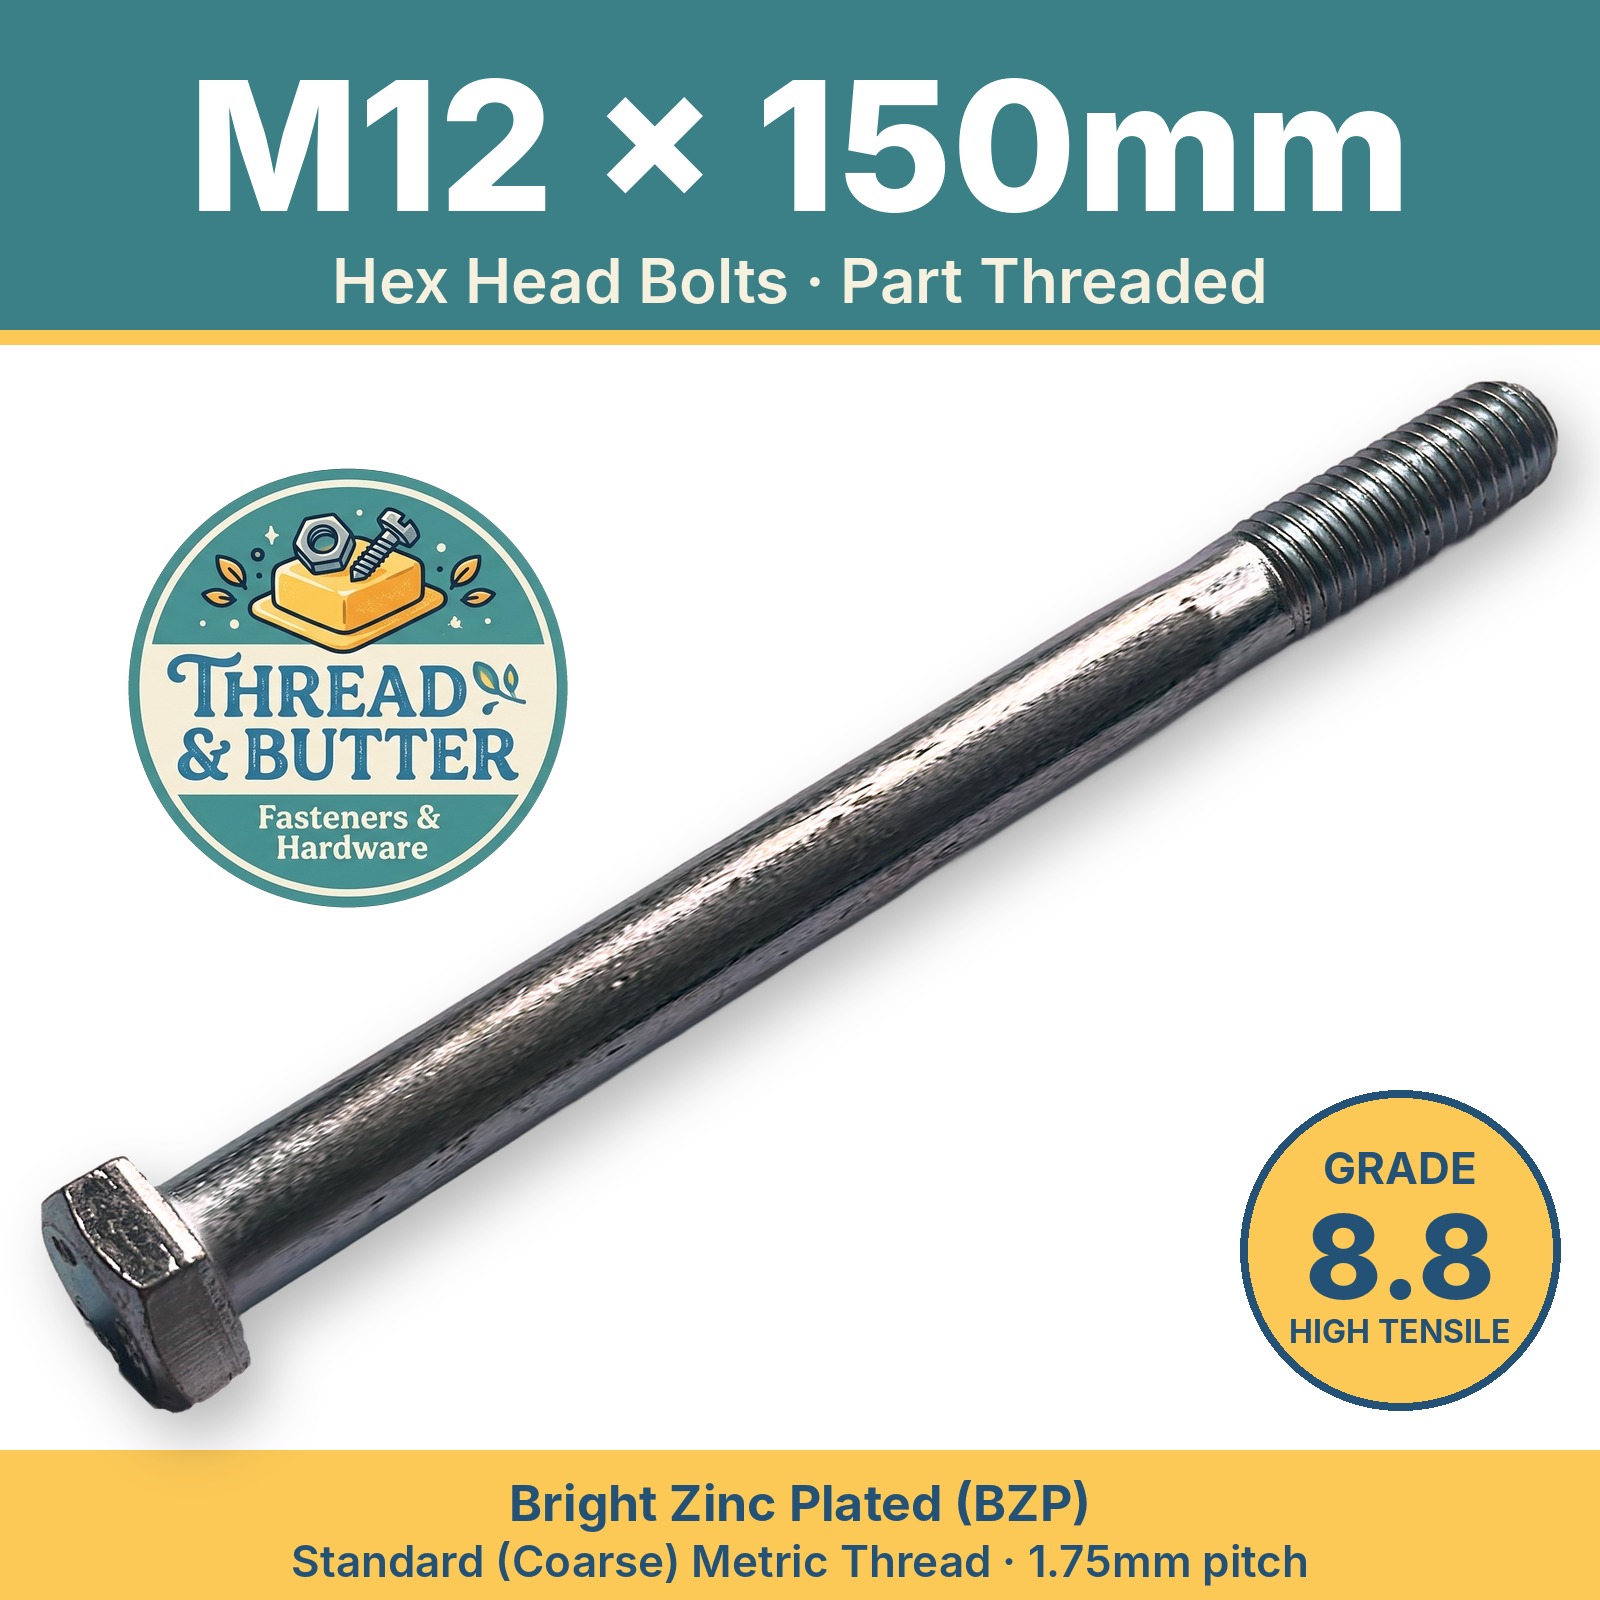 M12 × 150mm
Hex Head Bolts · Part Threaded
THREAD
& BUTTER
Fasteners &
Hardware
GRADE
8.8
HIGH TENSILE
Bright Zinc Plated (BZP)
Standard (Coarse) Metric Thread · 1.75mm pitch